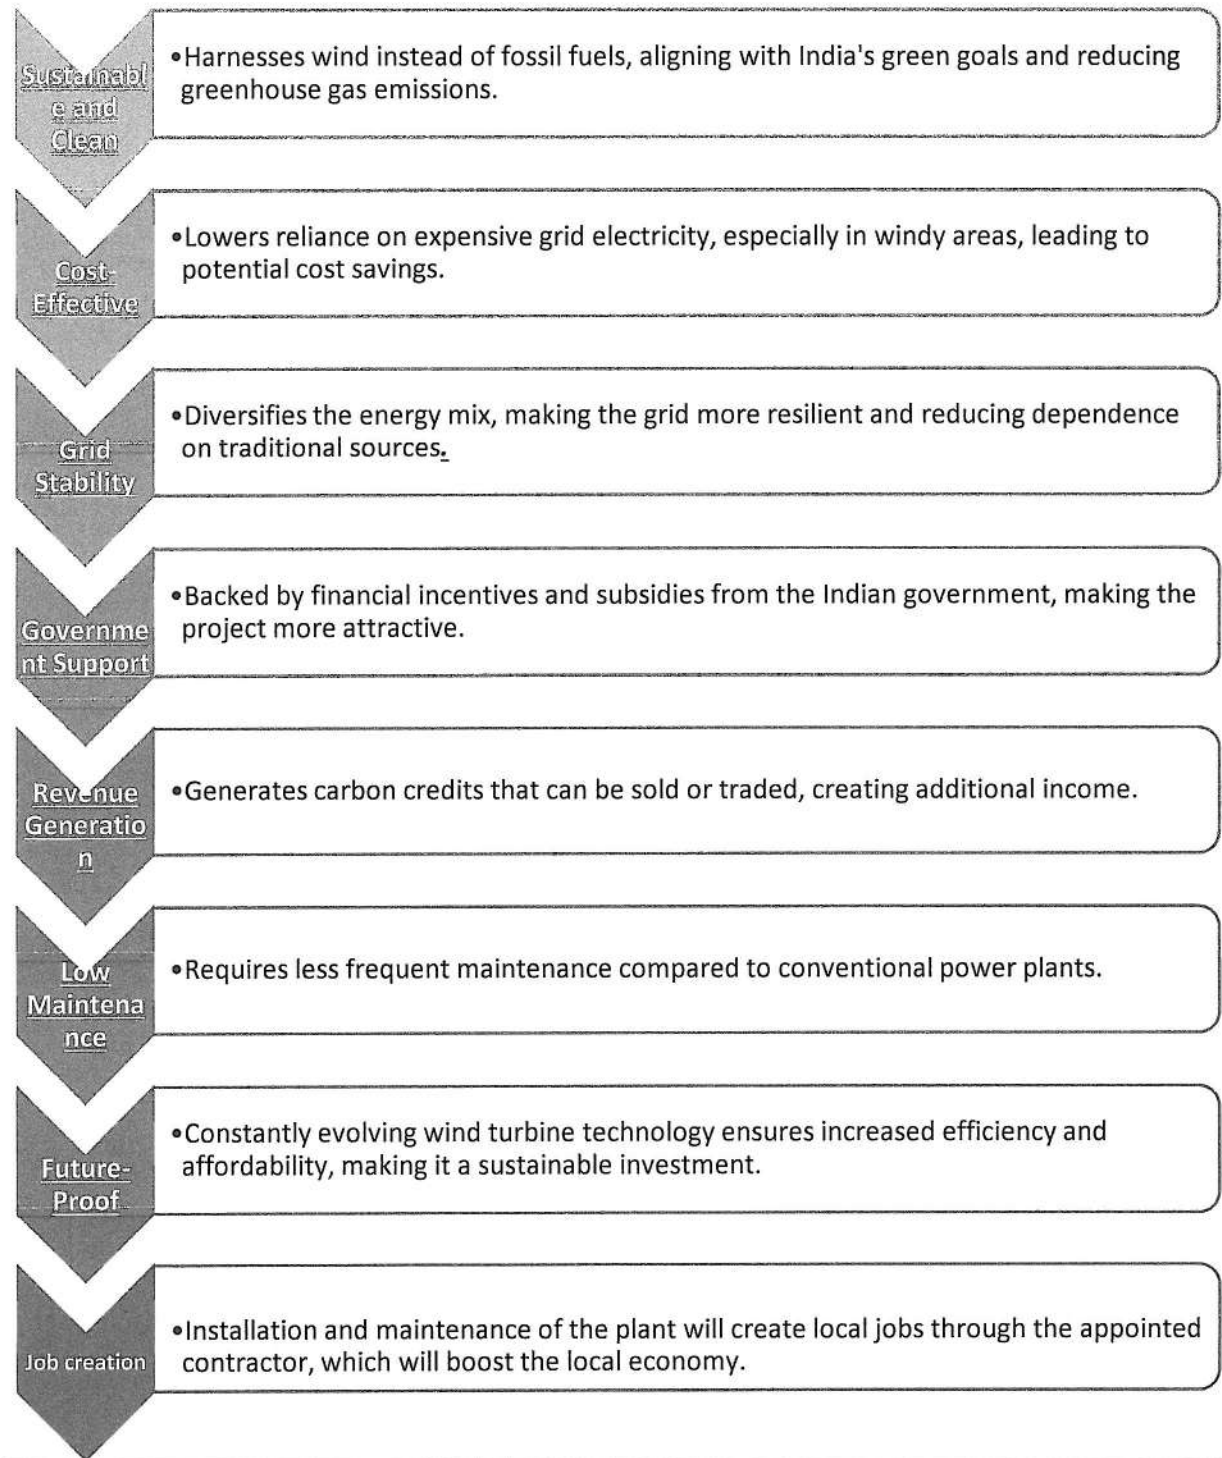 Sustainabl
e and
Clean
•Harnesses wind instead of fossil fuels, aligning with India's green goals and reducing
greenhouse gas emissions.
Cost-
Effective
•Lowers reliance on expensive grid electricity, especially in windy areas, leading to
potential cost savings.
Grid
Stability
•Diversifies the energy mix, making the grid more resilient and reducing dependence
on traditional sources.
Governme
nt Support
•Backed by financial incentives and subsidies from the Indian government, making the
project more attractive.
Revenue
Generatio
n
•Generates carbon credits that can be sold or traded, creating additional income.
Low
Maintena
nce
•Requires less frequent maintenance compared to conventional power plants.
Future-
Proof
•Constantly evolving wind turbine technology ensures increased efficiency and
affordability, making it a sustainable investment.
Job creation
•Installation and maintenance of the plant will create local jobs through the appointed
contractor, which will boost the local economy.